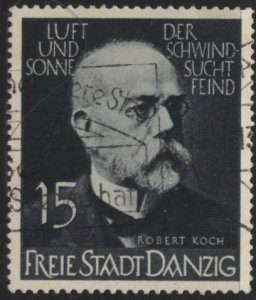 LUFT DER
UND SCHWIND
SONNE SUCHT
FEIND
15
ROBERT KOCH
FREIE STADT DANZIG